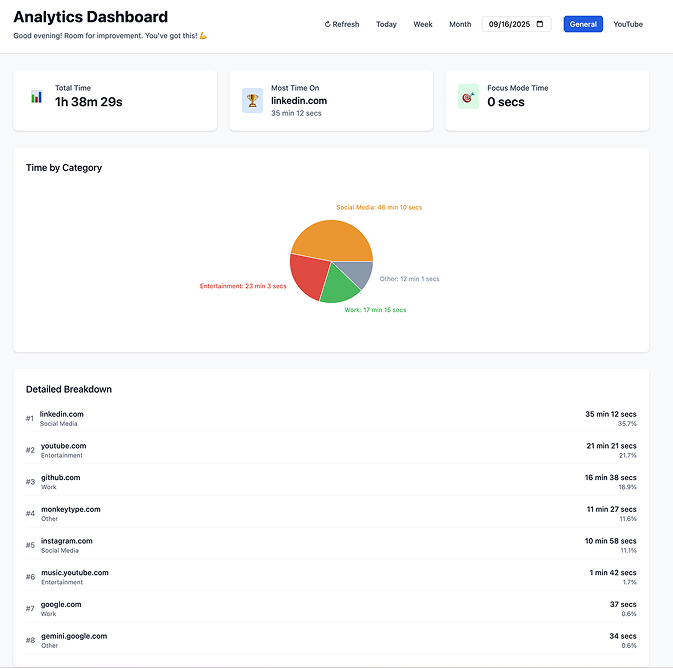 Analytics Dashboard
Good evening! Room for improvement. You've got this! 💪
↻ Refresh Today Week Month 09/16/2025 General YouTube
Total Time
1h 38m 29s
Most Time On
linkedin.com
35 min 12 secs
Focus Mode Time
0 secs
Time by Category
Social Media: 46 min 10 secs
Other: 12 min 1 secs
Entertainment: 23 min 3 secs
Work: 17 min 15 secs
Detailed Breakdown
#1 linkedin.com 35 min 12 secs
Social Media 35.7%
#2 youtube.com 21 min 21 secs
Entertainment 21.7%
#3 github.com 16 min 38 secs
Work 16.9%
#4 monkeytype.com 11 min 27 secs
Other 11.6%
#5 instagram.com 10 min 58 secs
Social Media 11.1%
#6 music.youtube.com 1 min 42 secs
Entertainment 1.7%
#7 google.com 37 secs
Work 0.6%
#8 gemini.google.com 34 secs
Other 0.6%